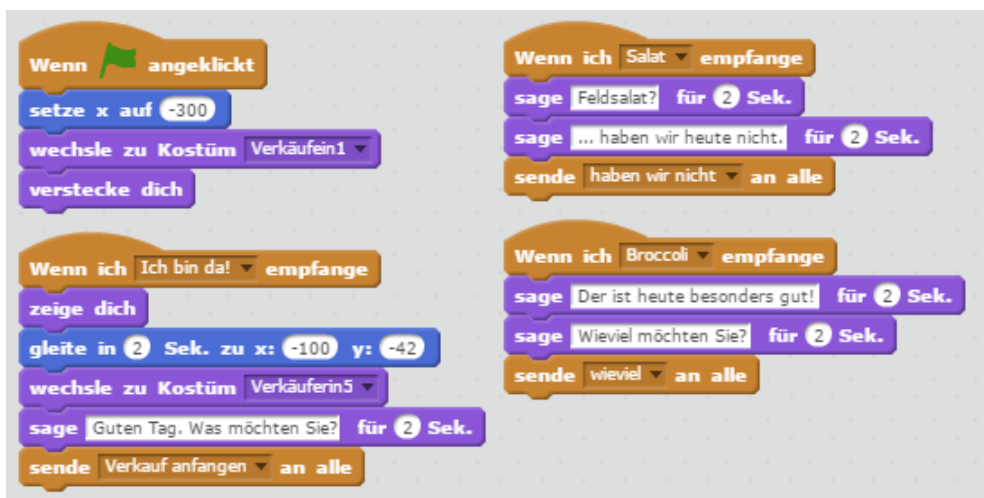 Wenn angeklickt
setze x auf -300
wechsle zu Kostüm Verkäufein1
verstecke dich
Wenn ich Ich bin da! empfange
zeige dich
gleite in 2 Sek. zu x: -100 y: -42
wechsle zu Kostüm Verkäuferin5
sage Guten Tag. Was möchten Sie? für 2 Sek.
sende Verkauf anfangen an alle
Wenn ich Salat empfange
sage Feldsalat? für 2 Sek.
sage ... haben wir heute nicht. für 2 Sek.
sende haben wir nicht an alle
Wenn ich Broccoli empfange
sage Der ist heute besonders gut! für 2 Sek.
sage Wieviel möchten Sie? für 2 Sek.
sende wieviel an alle